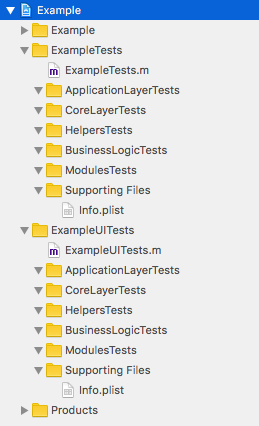 Example
Example
ExampleTests
ExampleTests.m
ApplicationLayerTests
CoreLayerTests
HelpersTests
BusinessLogicTests
ModulesTests
Supporting Files
Info.plist
ExampleUITests
ExampleUITests.m
ApplicationLayerTests
CoreLayerTests
HelpersTests
BusinessLogicTests
ModulesTests
Supporting Files
Info.plist
Products